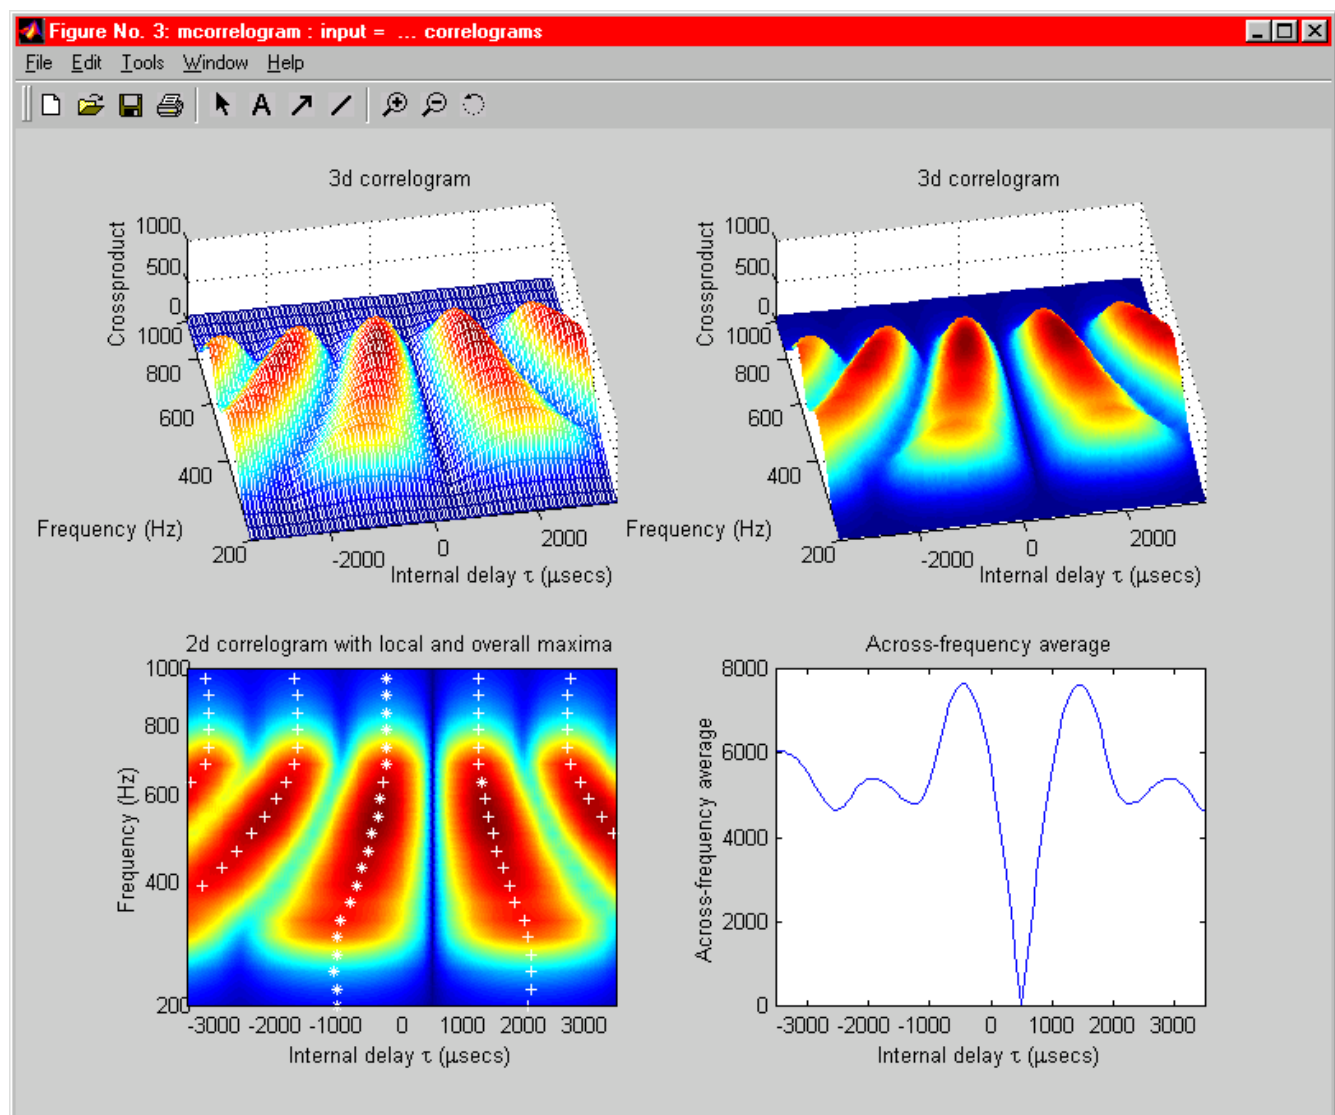 Figure No. 3: mcorrelogram : input = ... correlograms
File Edit Tools Window Help
A
3d correlogram
Crossproduct
1000
500
0
1000
800
600
400
200
Frequency (Hz)
-2000
0
2000
Internal delay τ (μsecs)
3d correlogram
Crossproduct
1000
500
0
1000
800
600
400
200
Frequency (Hz)
-2000
0
2000
Internal delay τ (μsecs)
2d correlogram with local and overall maxima
1000
800
600
400
200
Frequency (Hz)
-3000 -2000 -1000 0 1000 2000 3000
Internal delay τ (μsecs)
Across-frequency average
8000
6000
4000
2000
0
Across-frequency average
-3000 -2000 -1000 0 1000 2000 3000
Internal delay τ (μsecs)